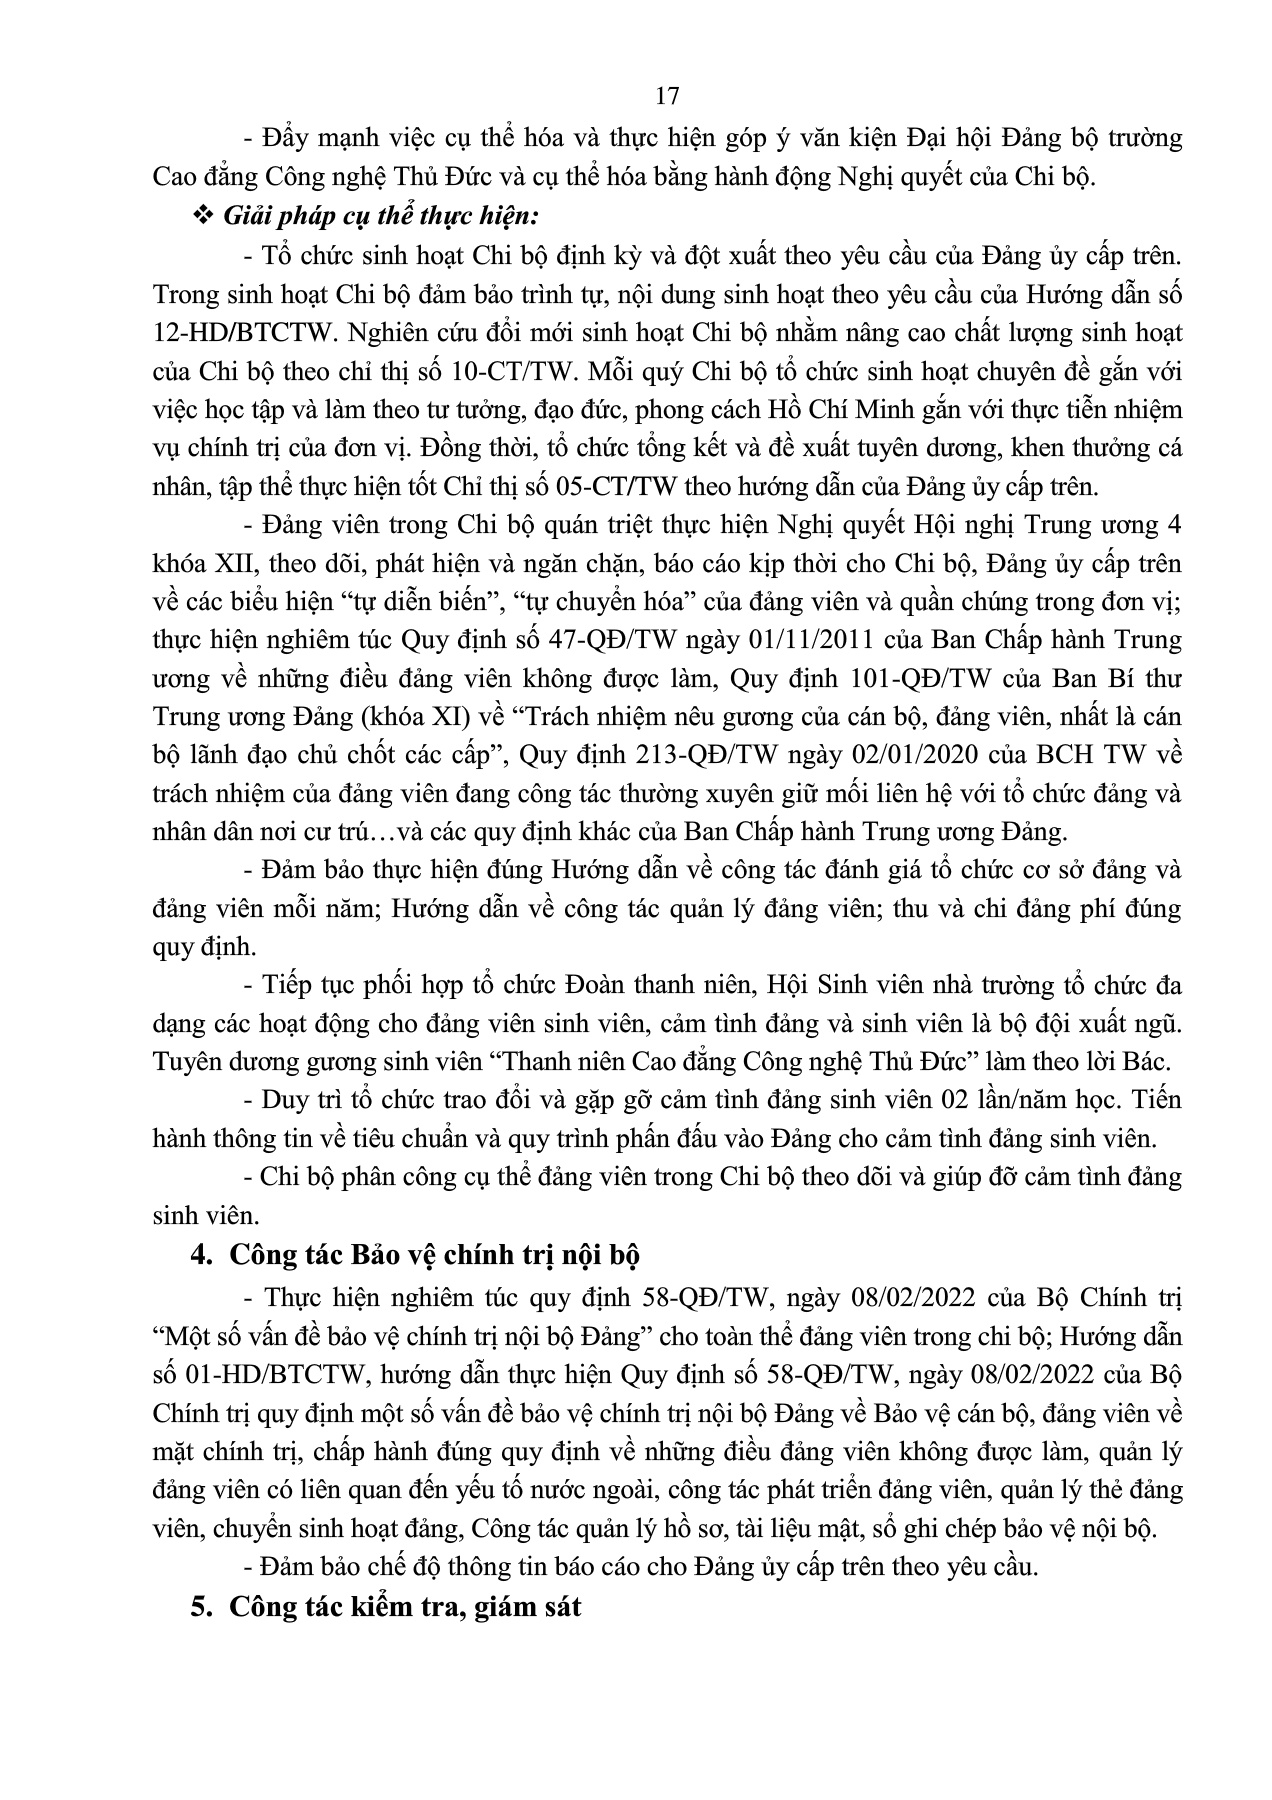 17
- Đẩy mạnh việc cụ thể hóa và thực hiện góp ý văn kiện Đại hội Đảng bộ trường
Cao đẳng Công nghệ Thủ Đức và cụ thể hóa bằng hành động Nghị quyết của Chi bộ.
❖ Giải pháp cụ thể thực hiện:
- Tổ chức sinh hoạt Chi bộ định kỳ và đột xuất theo yêu cầu của Đảng ủy cấp trên.
Trong sinh hoạt Chi bộ đảm bảo trình tự, nội dung sinh hoạt theo yêu cầu của Hướng dẫn số
12-HD/BTCTW. Nghiên cứu đổi mới sinh hoạt Chi bộ nhằm nâng cao chất lượng sinh hoạt
của Chi bộ theo chỉ thị số 10-CT/TW. Mỗi quý Chi bộ tổ chức sinh hoạt chuyên đề gắn với
việc học tập và làm theo tư tưởng, đạo đức, phong cách Hồ Chí Minh gắn với thực tiễn nhiệm
vụ chính trị của đơn vị. Đồng thời, tổ chức tổng kết và đề xuất tuyên dương, khen thưởng cá
nhân, tập thể thực hiện tốt Chỉ thị số 05-CT/TW theo hướng dẫn của Đảng ủy cấp trên.
- Đảng viên trong Chi bộ quán triệt thực hiện Nghị quyết Hội nghị Trung ương 4
khóa XII, theo dõi, phát hiện và ngăn chặn, báo cáo kịp thời cho Chi bộ, Đảng ủy cấp trên
về các biểu hiện “tự diễn biến”, “tự chuyển hóa” của đảng viên và quần chúng trong đơn vị;
thực hiện nghiêm túc Quy định số 47-QĐ/TW ngày 01/11/2011 của Ban Chấp hành Trung
ương về những điều đảng viên không được làm, Quy định 101-QĐ/TW của Ban Bí thư
Trung ương Đảng (khóa XI) về “Trách nhiệm nêu gương của cán bộ, đảng viên, nhất là cán
bộ lãnh đạo chủ chốt các cấp”, Quy định 213-QĐ/TW ngày 02/01/2020 của BCH TW về
trách nhiệm của đảng viên đang công tác thường xuyên giữ mối liên hệ với tổ chức đảng và
nhân dân nơi cư trú…và các quy định khác của Ban Chấp hành Trung ương Đảng.
- Đảm bảo thực hiện đúng Hướng dẫn về công tác đánh giá tổ chức cơ sở đảng và
đảng viên mỗi năm; Hướng dẫn về công tác quản lý đảng viên; thu và chi đảng phí đúng
quy định.
- Tiếp tục phối hợp tổ chức Đoàn thanh niên, Hội Sinh viên nhà trường tổ chức đa
dạng các hoạt động cho đảng viên sinh viên, cảm tình đảng và sinh viên là bộ đội xuất ngũ.
Tuyên dương gương sinh viên “Thanh niên Cao đẳng Công nghệ Thủ Đức” làm theo lời Bác.
- Duy trì tổ chức trao đổi và gặp gỡ cảm tình đảng sinh viên 02 lần/năm học. Tiến
hành thông tin về tiêu chuẩn và quy trình phấn đấu vào Đảng cho cảm tình đảng sinh viên.
- Chi bộ phân công cụ thể đảng viên trong Chi bộ theo dõi và giúp đỡ cảm tình đảng
sinh viên.
4. Công tác Bảo vệ chính trị nội bộ
- Thực hiện nghiêm túc quy định 58-QĐ/TW, ngày 08/02/2022 của Bộ Chính trị
“Một số vấn đề bảo vệ chính trị nội bộ Đảng” cho toàn thể đảng viên trong chi bộ; Hướng dẫn
số 01-HD/BTCTW, hướng dẫn thực hiện Quy định số 58-QĐ/TW, ngày 08/02/2022 của Bộ
Chính trị quy định một số vấn đề bảo vệ chính trị nội bộ Đảng về Bảo vệ cán bộ, đảng viên về
mặt chính trị, chấp hành đúng quy định về những điều đảng viên không được làm, quản lý
đảng viên có liên quan đến yếu tố nước ngoài, công tác phát triển đảng viên, quản lý thẻ đảng
viên, chuyển sinh hoạt đảng, Công tác quản lý hồ sơ, tài liệu mật, sổ ghi chép bảo vệ nội bộ.
- Đảm bảo chế độ thông tin báo cáo cho Đảng ủy cấp trên theo yêu cầu.
5. Công tác kiểm tra, giám sát